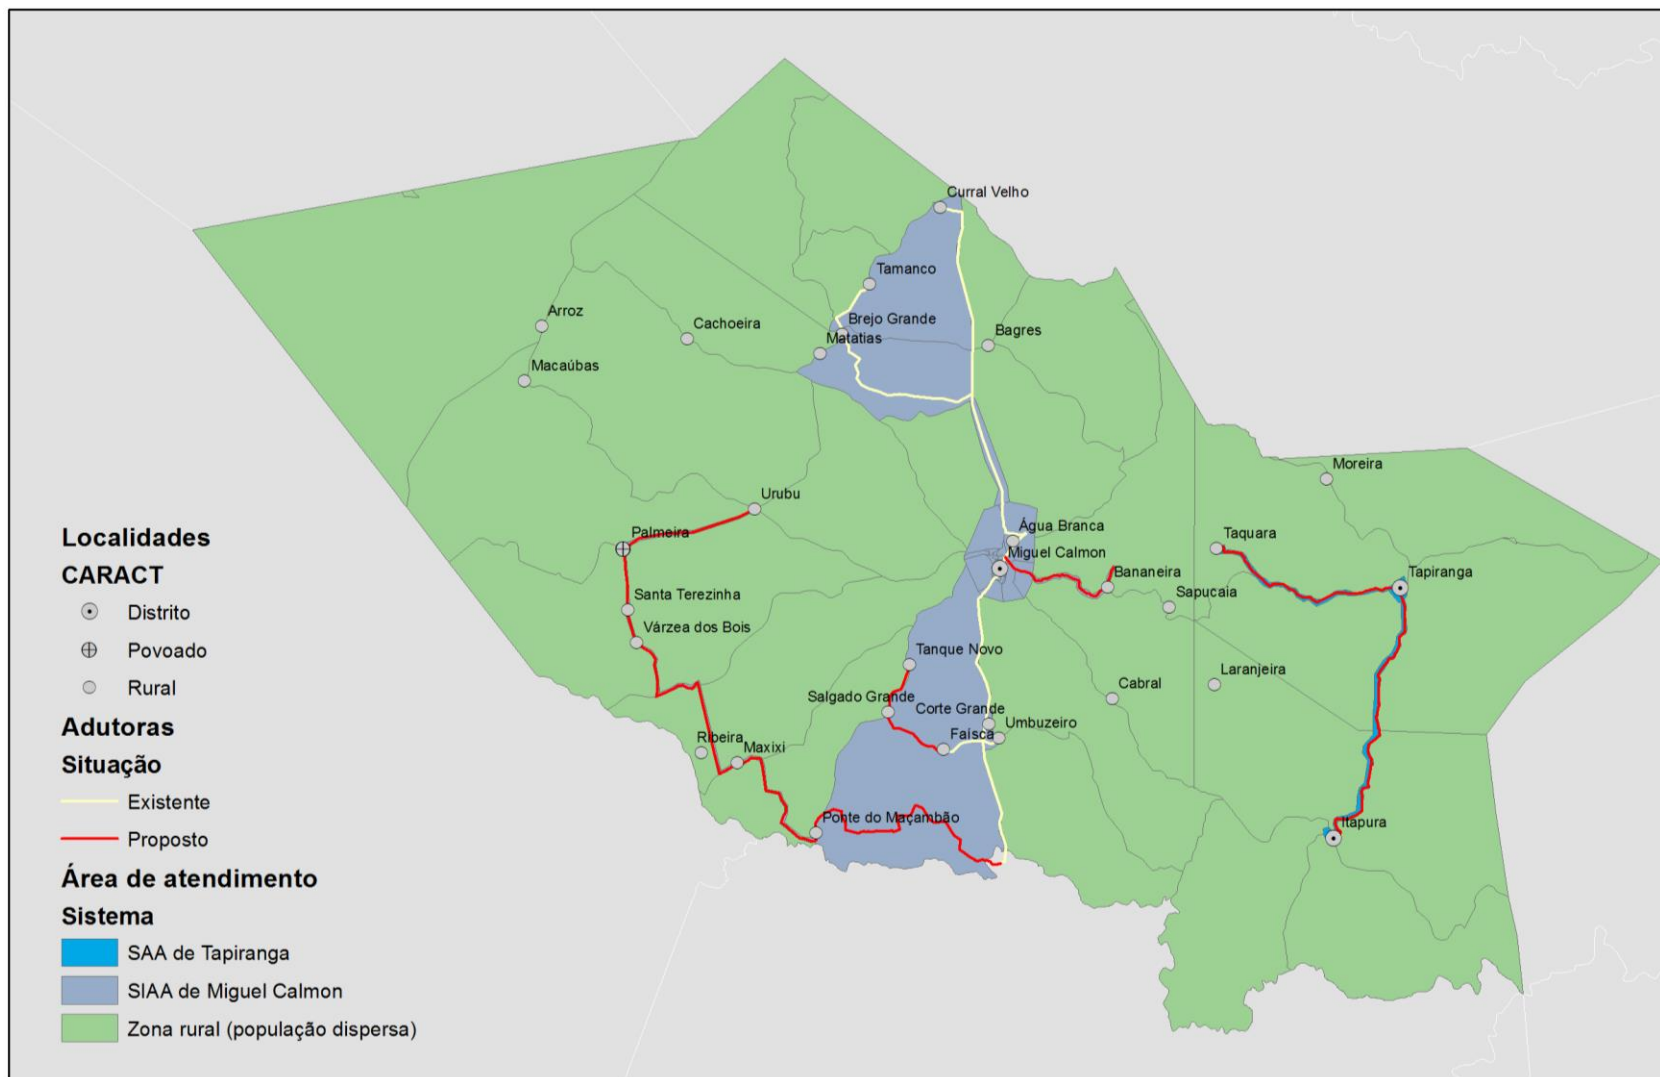 Curral Velho
Tamanco
Arroz
Cachoeira
Brejo Grande
Bagres
Matatias
Macaúbas
Moreira
Urubu
Água Branca
Palmeira
Taquara
Miguel Calmon
Bananeira
Tapiranga
Sapucaia
Santa Terezinha
Várzea dos Bois
Tanque Novo
Laranjeira
Cabral
Salgado Grande
Corte Grande
Umbuzeiro
Faísca
Ribeira
Maxixi
Ponte do Maçambão
Itapura
Localidades
CARACT
Distrito
Povoado
Rural
Adutoras
Situação
Existente
Proposto
Área de atendimento
Sistema
SAA de Tapiranga
SIAA de Miguel Calmon
Zona rural (população dispersa)